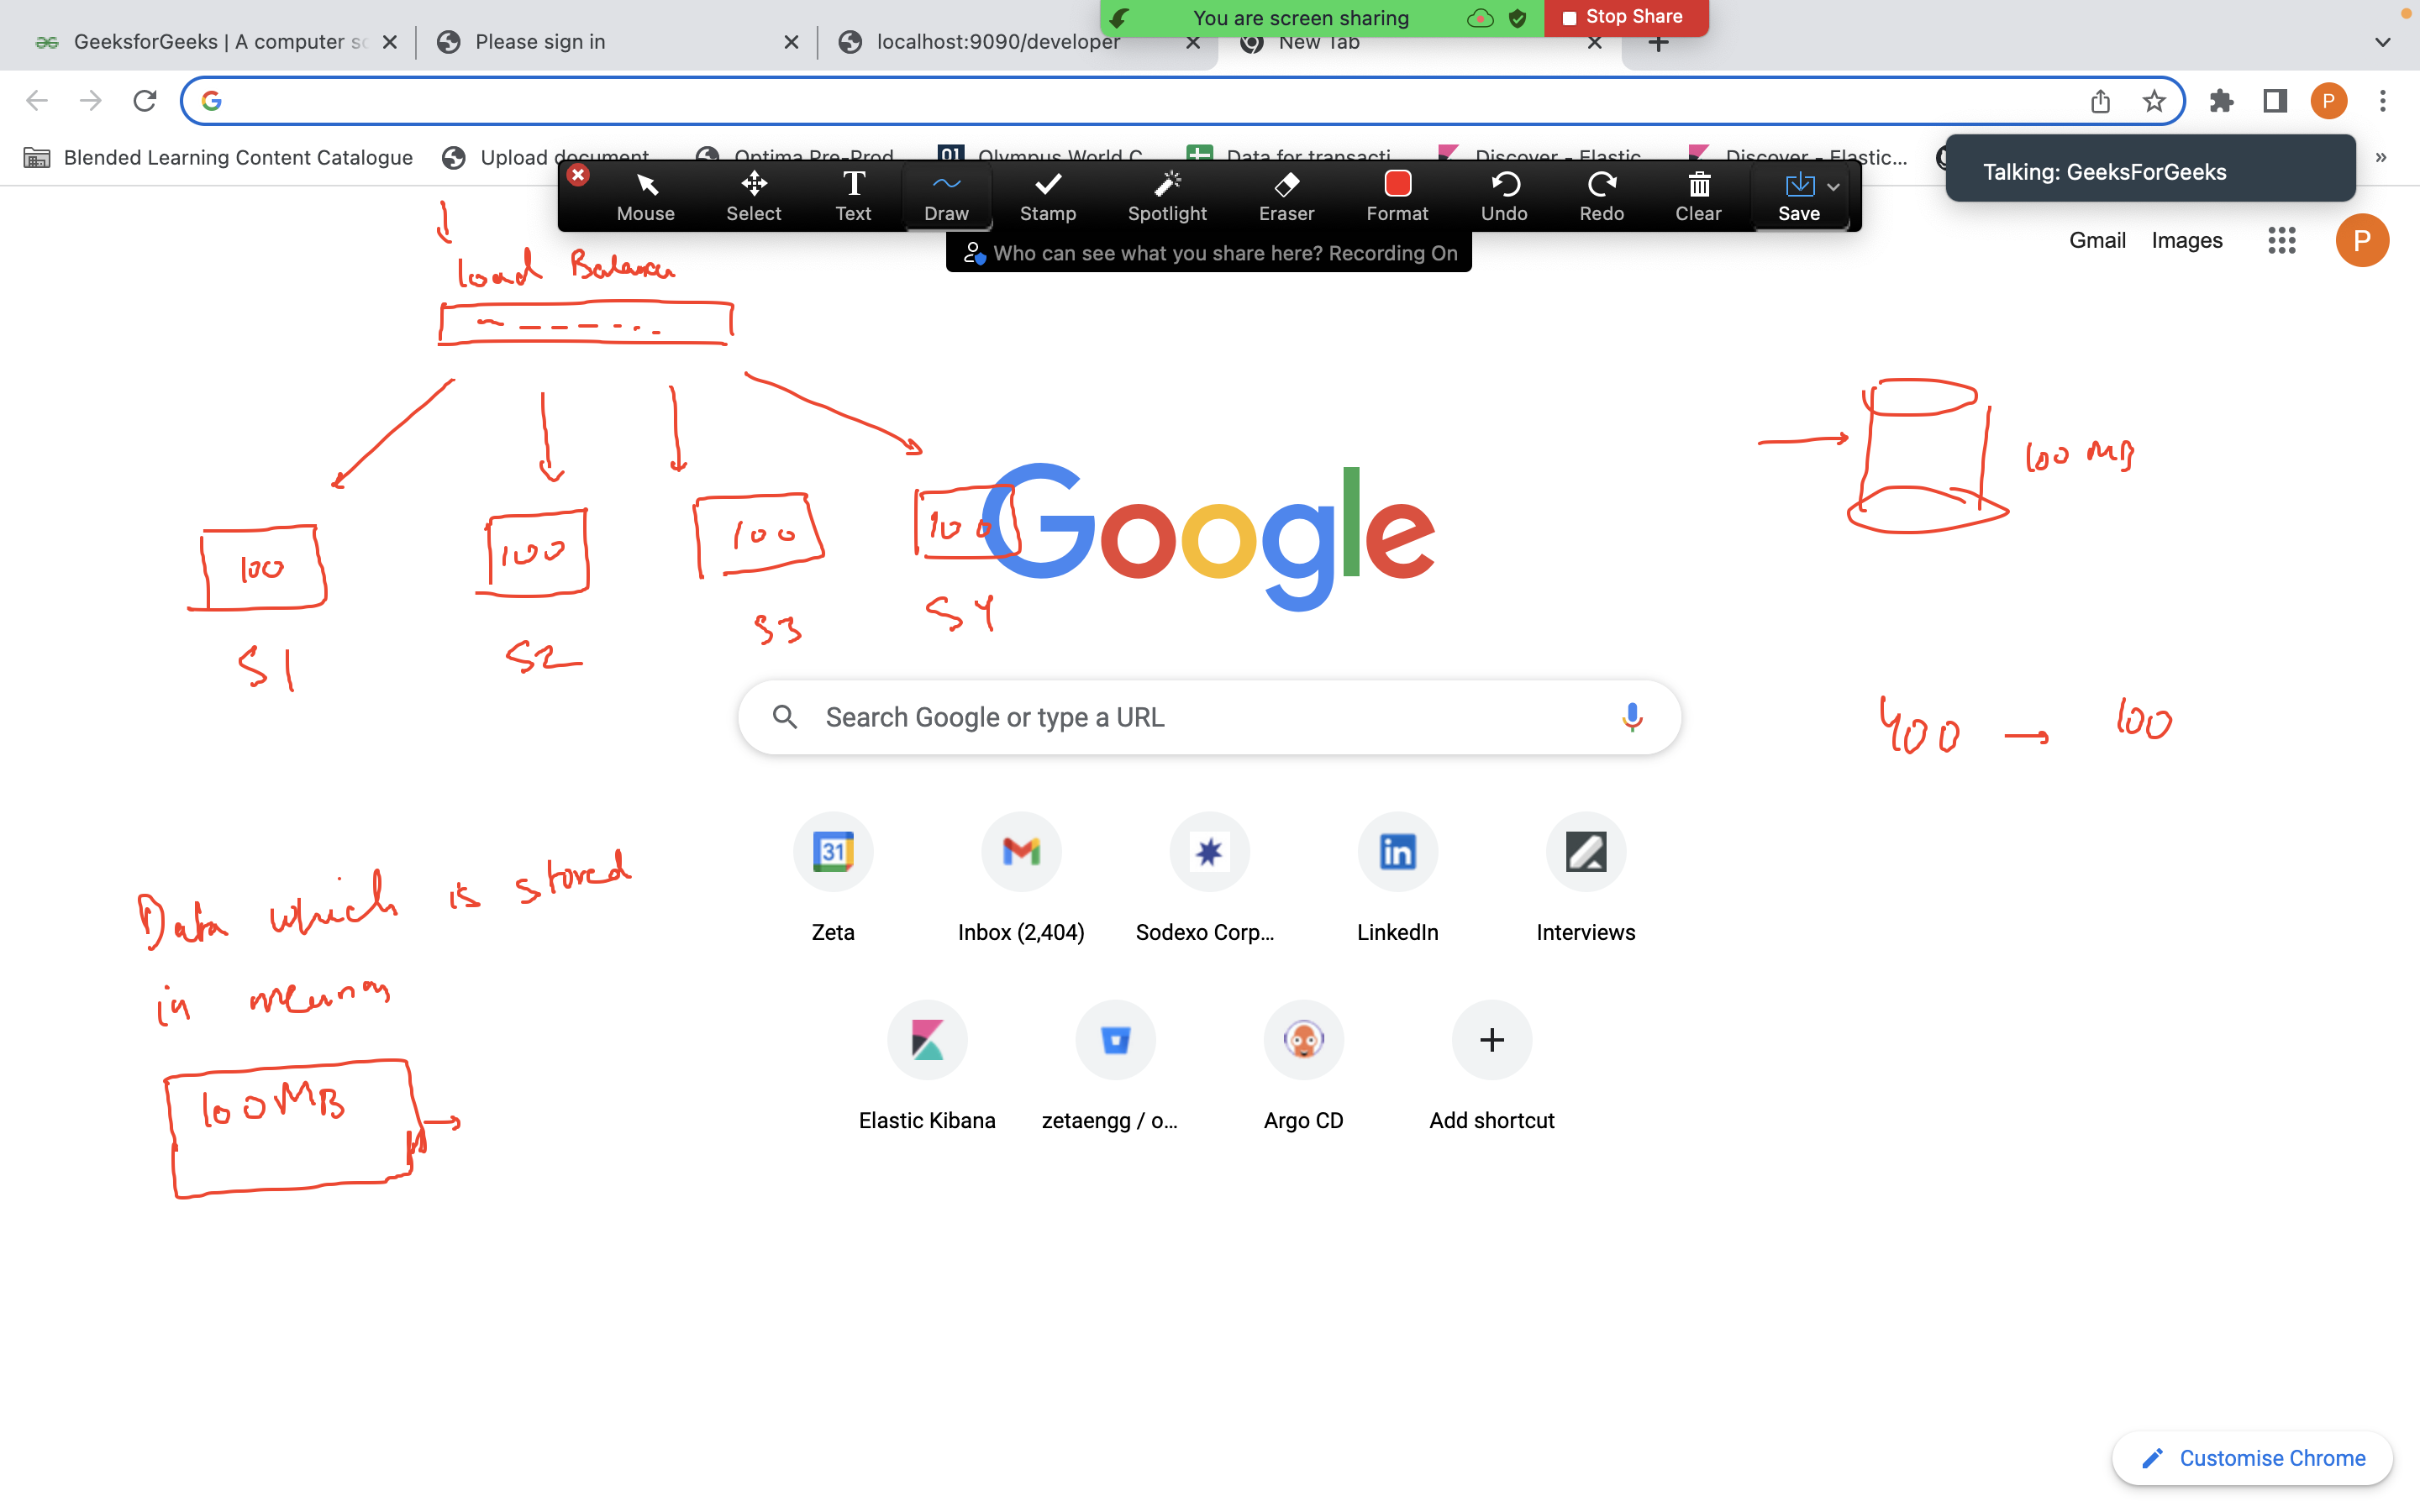 You are screen sharing
Stop Share
GeeksforGeeks | A computer sc
Please sign in
localhost:9090/developer
New Tab
Blended Learning Content Catalogue
Upload document
Optima Pre-Prod
Olympus World C
Data for transacti
Discover - Elastic
Discover - Elastic...
»
Talking: GeeksForGeeks
Mouse
Select
Text
Draw
Stamp
Spotlight
Eraser
Format
Undo
Redo
Clear
Save
Who can see what you share here? Recording On
P
Gmail
Images
P
Load Balancer
100
100
100
100
S1
S2
S3
S4
100 MB
Google
Search Google or type a URL
400 → 100
31
Zeta
Inbox (2,404)
Sodexo Corp...
in
LinkedIn
Interviews
Elastic Kibana
zetaengg / o...
Argo CD
Add shortcut
Data which is stored
in memory
100MB
Customise Chrome